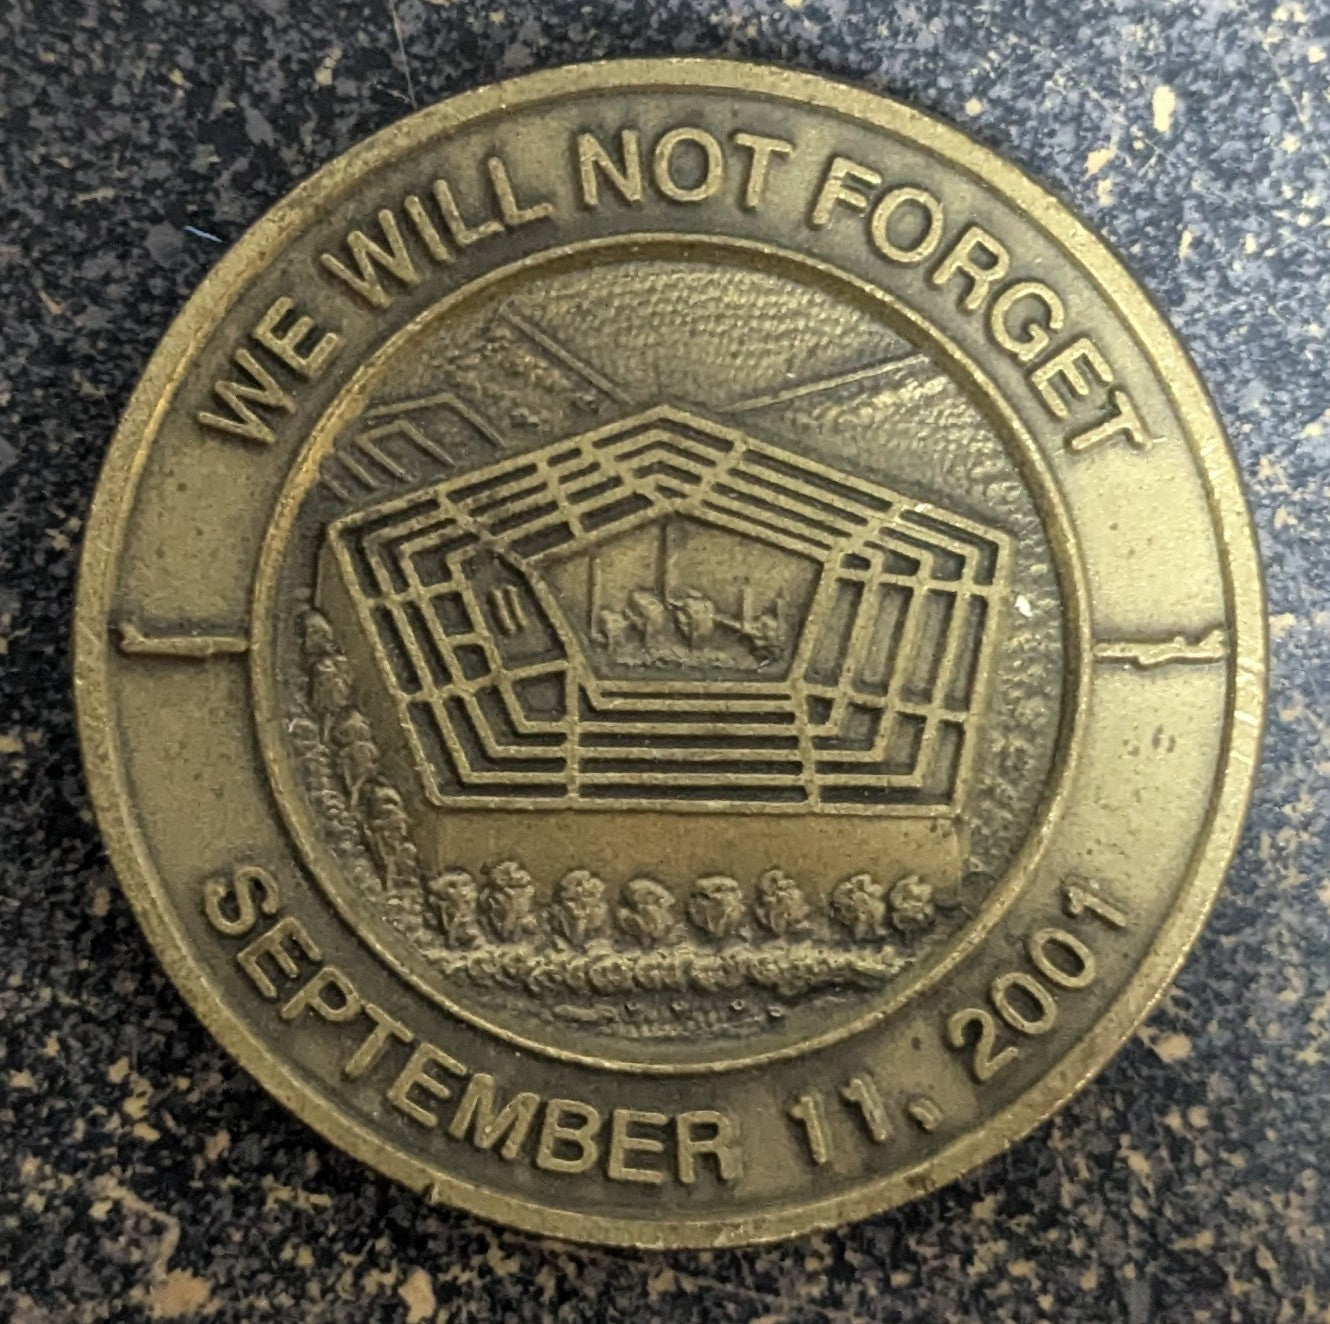 WE WILL NOT FORGET
SEPTEMBER 11, 2001